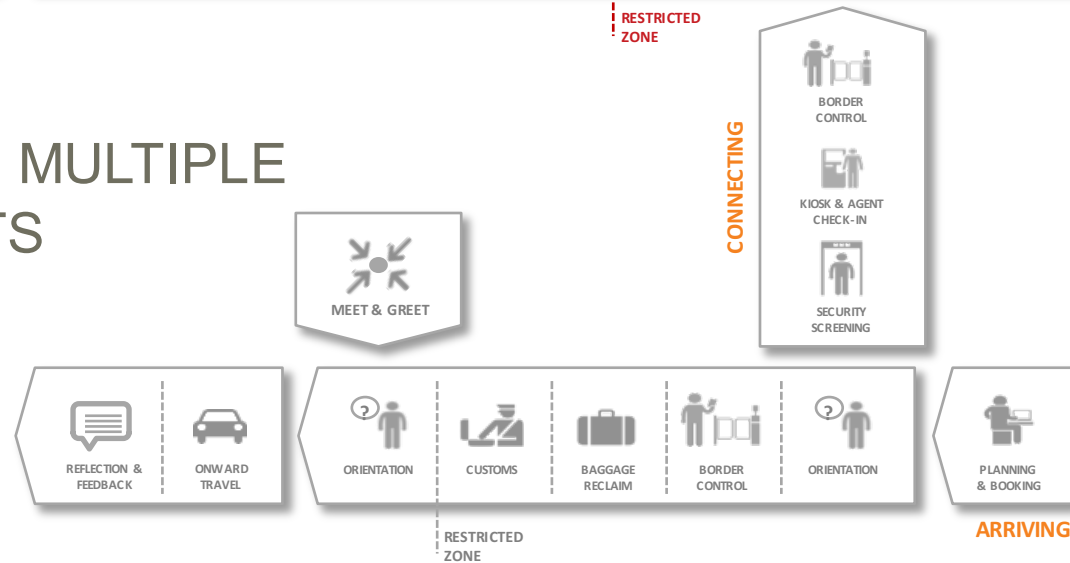 RESTRICTED
ZONE
BORDER
CONTROL
CONNECTING
KIOSK & AGENT
CHECK-IN
SECURITY
SCREENING
MULTIPLE
TS
MEET & GREET
REFLECTION &
FEEDBACK
ONWARD
TRAVEL
?
ORIENTATION
CUSTOMS
BAGGAGE
RECLAIM
BORDER
CONTROL
?
ORIENTATION
PLANNING
& BOOKING
ARRIVING
RESTRICTED
ZONE